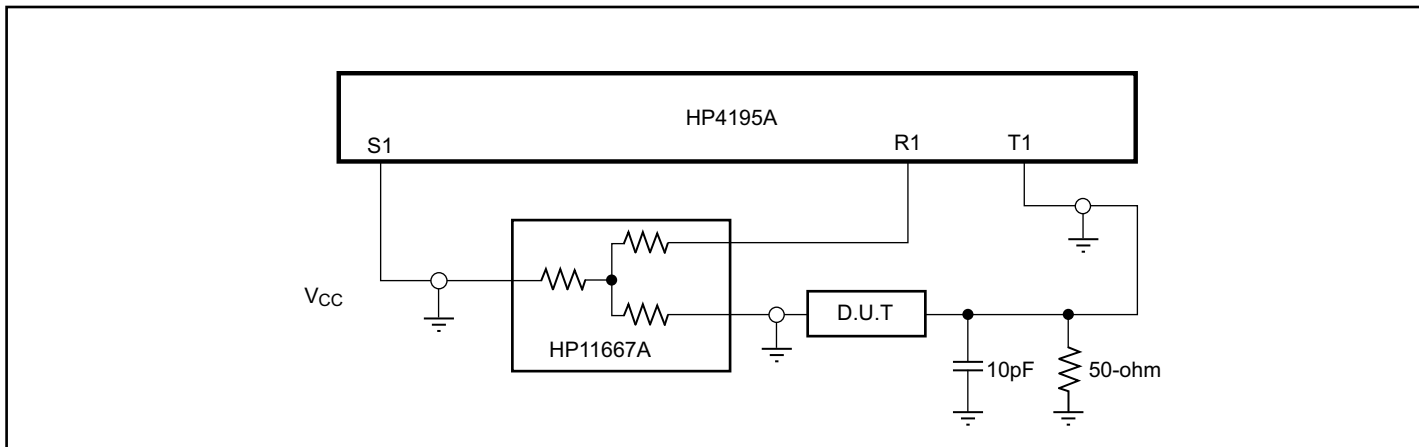 HP4195A
S1
R1
T1
VCC
HP11667A
D.U.T
10pF
50-ohm